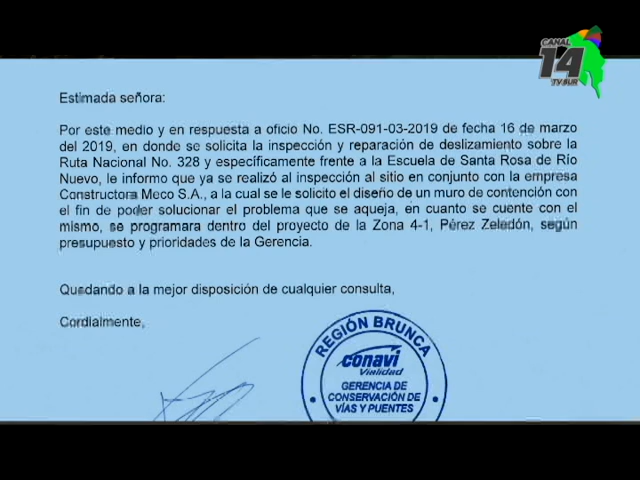 CANAL
14
TV SUR
Estimada señora:
Por este medio y en respuesta a oficio No. ESR-091-03-2019 de fecha 16 de marzo
del 2019, en donde se solicita la inspección y reparación de deslizamiento sobre la
Ruta Nacional No. 328 y específicamente frente a la Escuela de Santa Rosa de Río
Nuevo, le informo que ya se realizó al inspección al sitio en conjunto con la empresa
Constructora Meco S.A., a la cual se le solicito el diseño de un muro de contención con
el fin de poder solucionar el problema que se aqueja, en cuanto se cuente con el
mismo, se programara dentro del proyecto de la Zona 4-1, Pérez Zeledón, según
presupuesto y prioridades de la Gerencia.
Quedando a la mejor disposición de cualquier consulta,
Cordialmente,
REGIÓN BRUNCA
conavi
Vialidad
GERENCIA DE
CONSERVACIÓN DE
VÍAS Y PUENTES